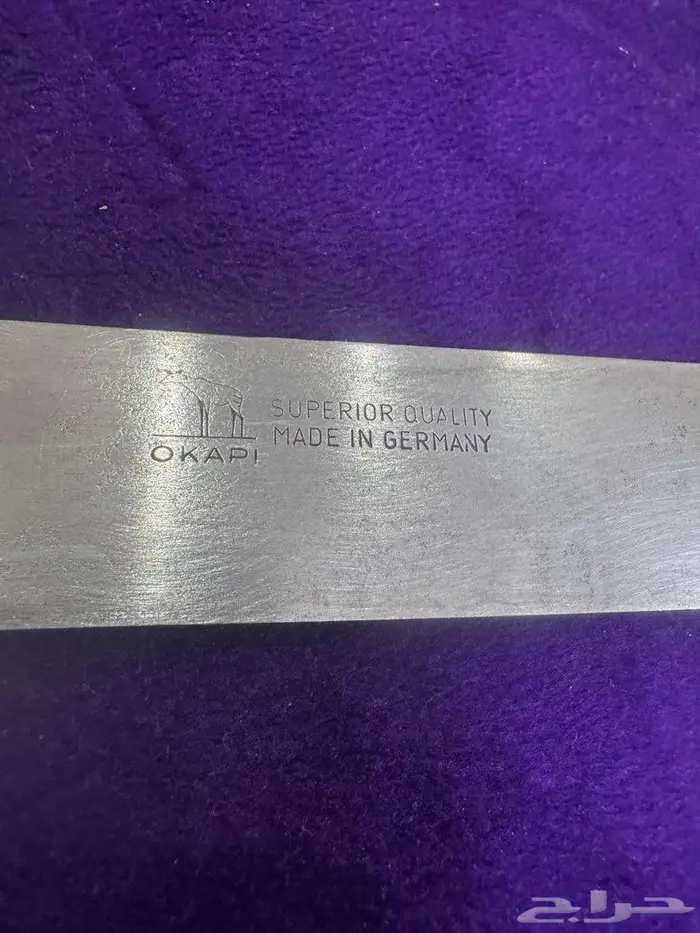 SUPERIOR QUALITY
MADE IN GERMANY
OKAPI
حراج